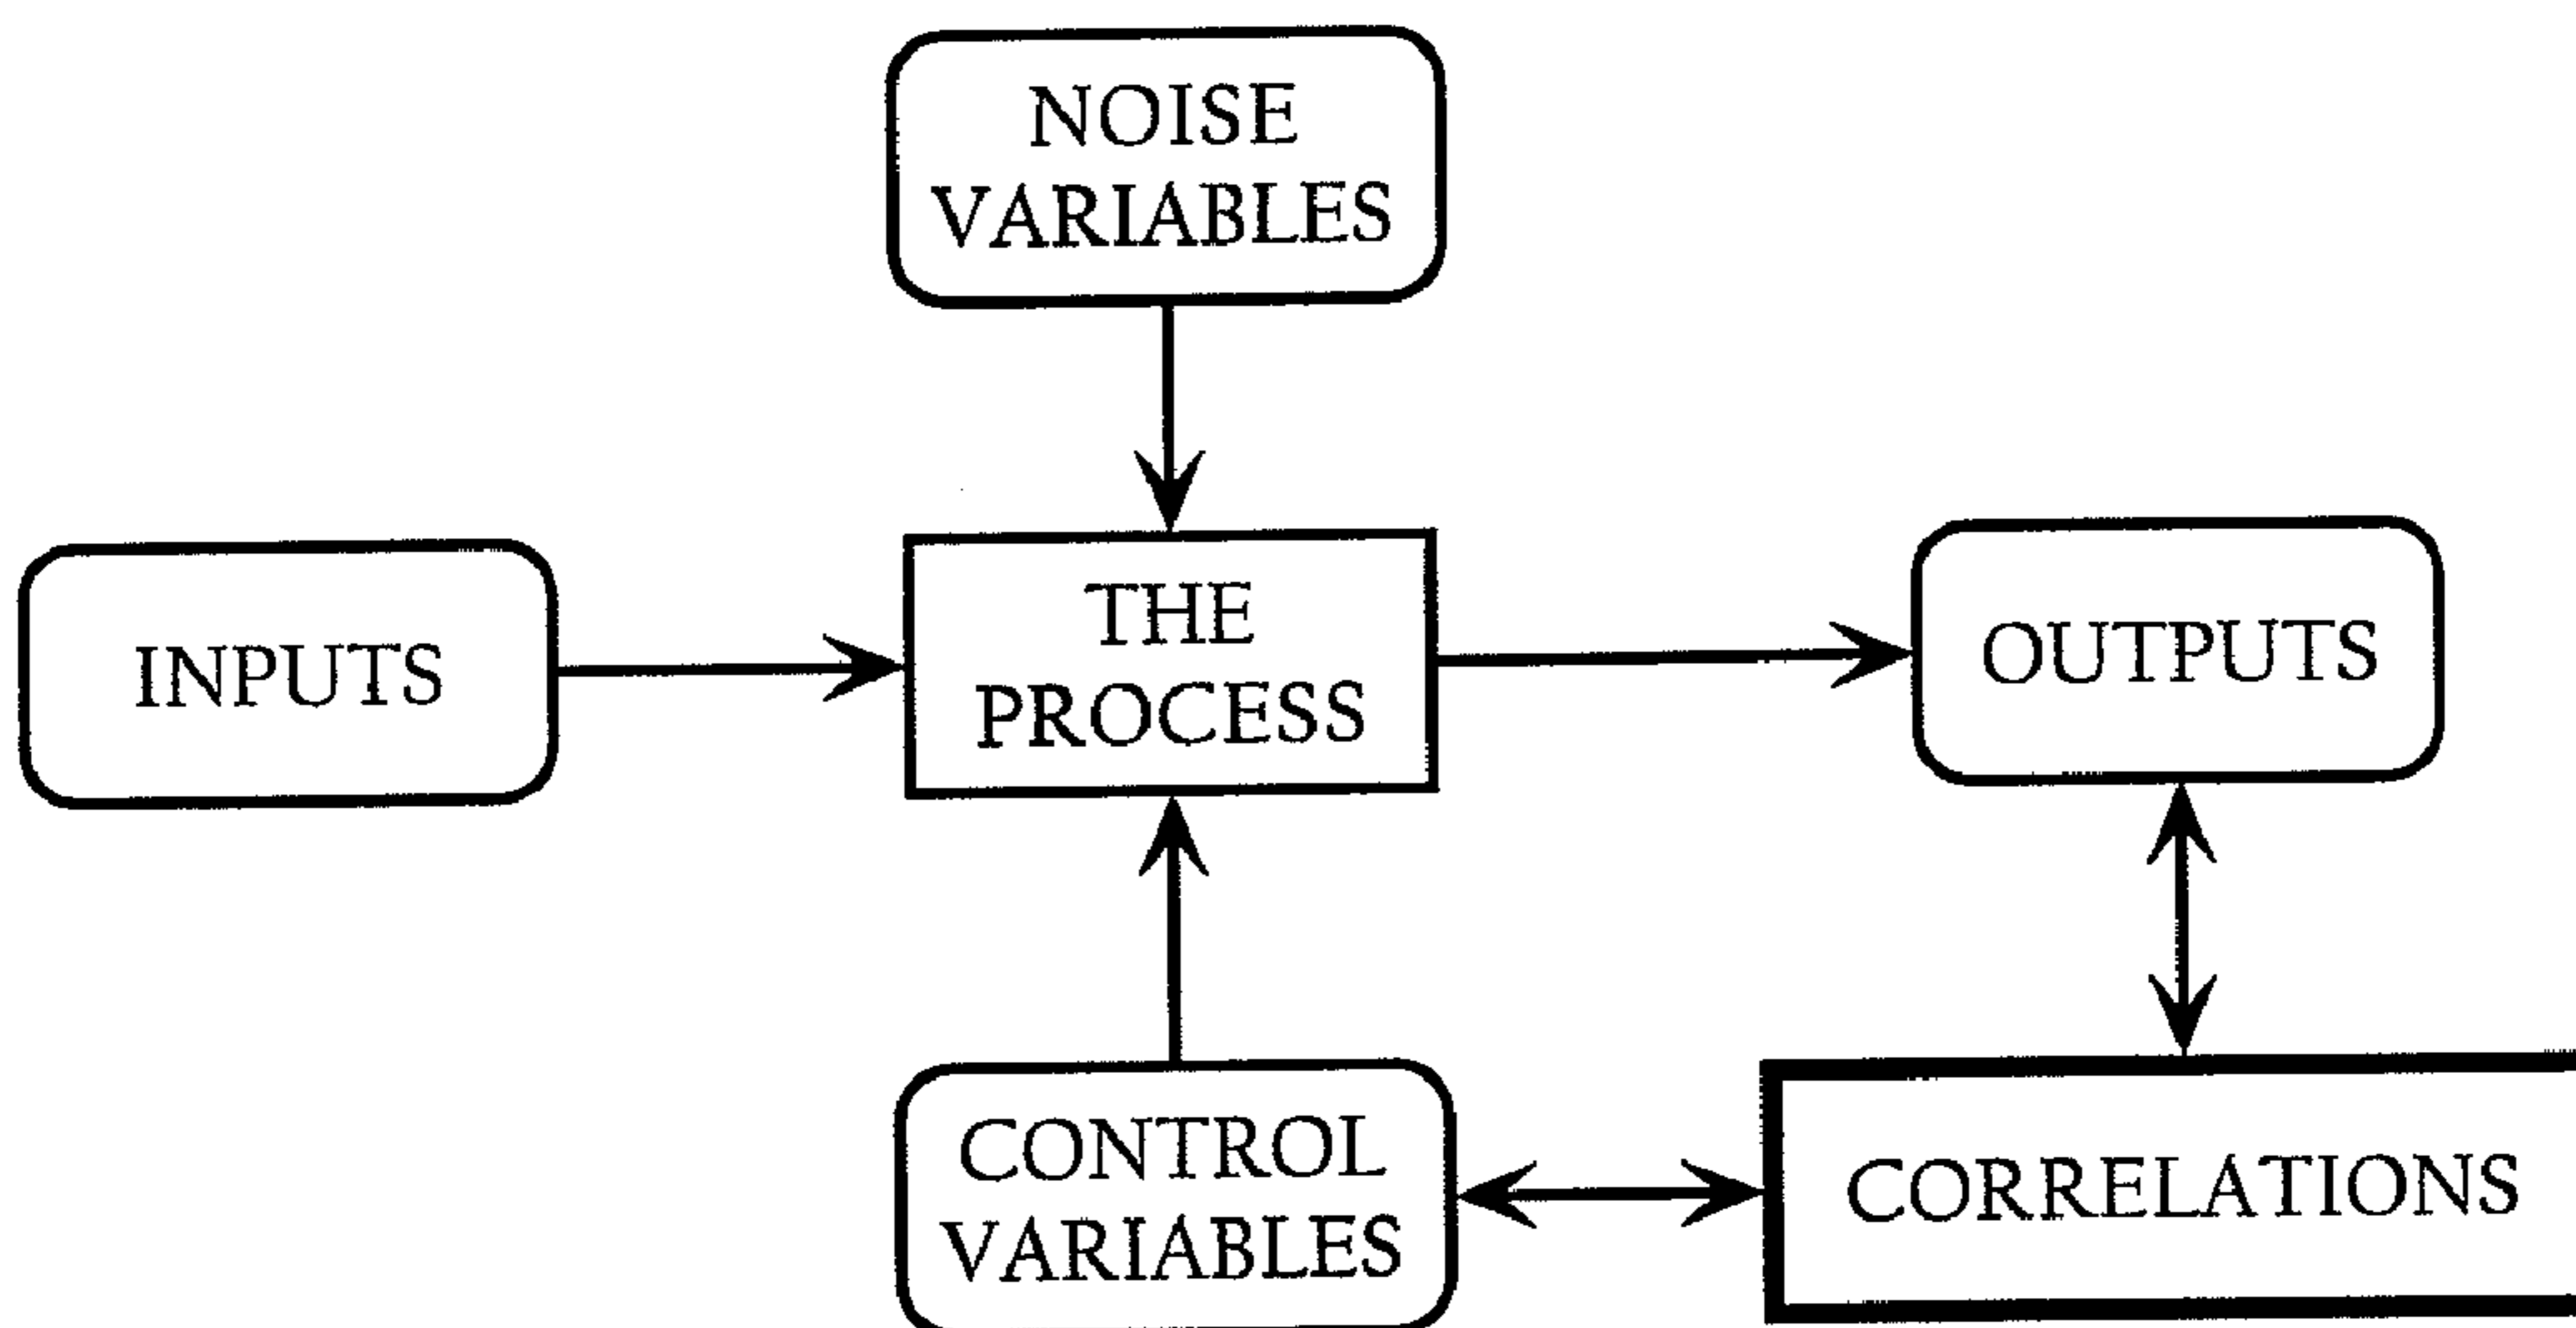 NOISE
VARIABLES
INPUTS
THE
PROCESS
OUTPUTS
CONTROL
VARIABLES
CORRELATIONS